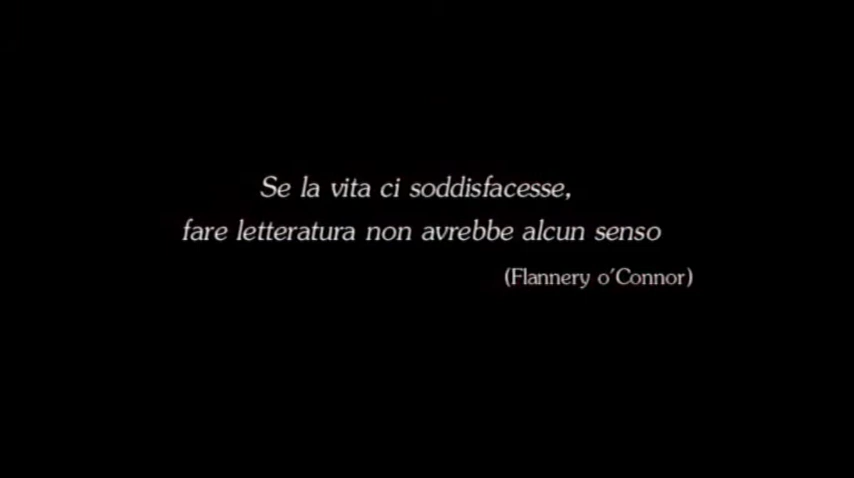 Se la vita ci soddisfacesse,
fare letteratura non avrebbe alcun senso
(Flannery o'Connor)